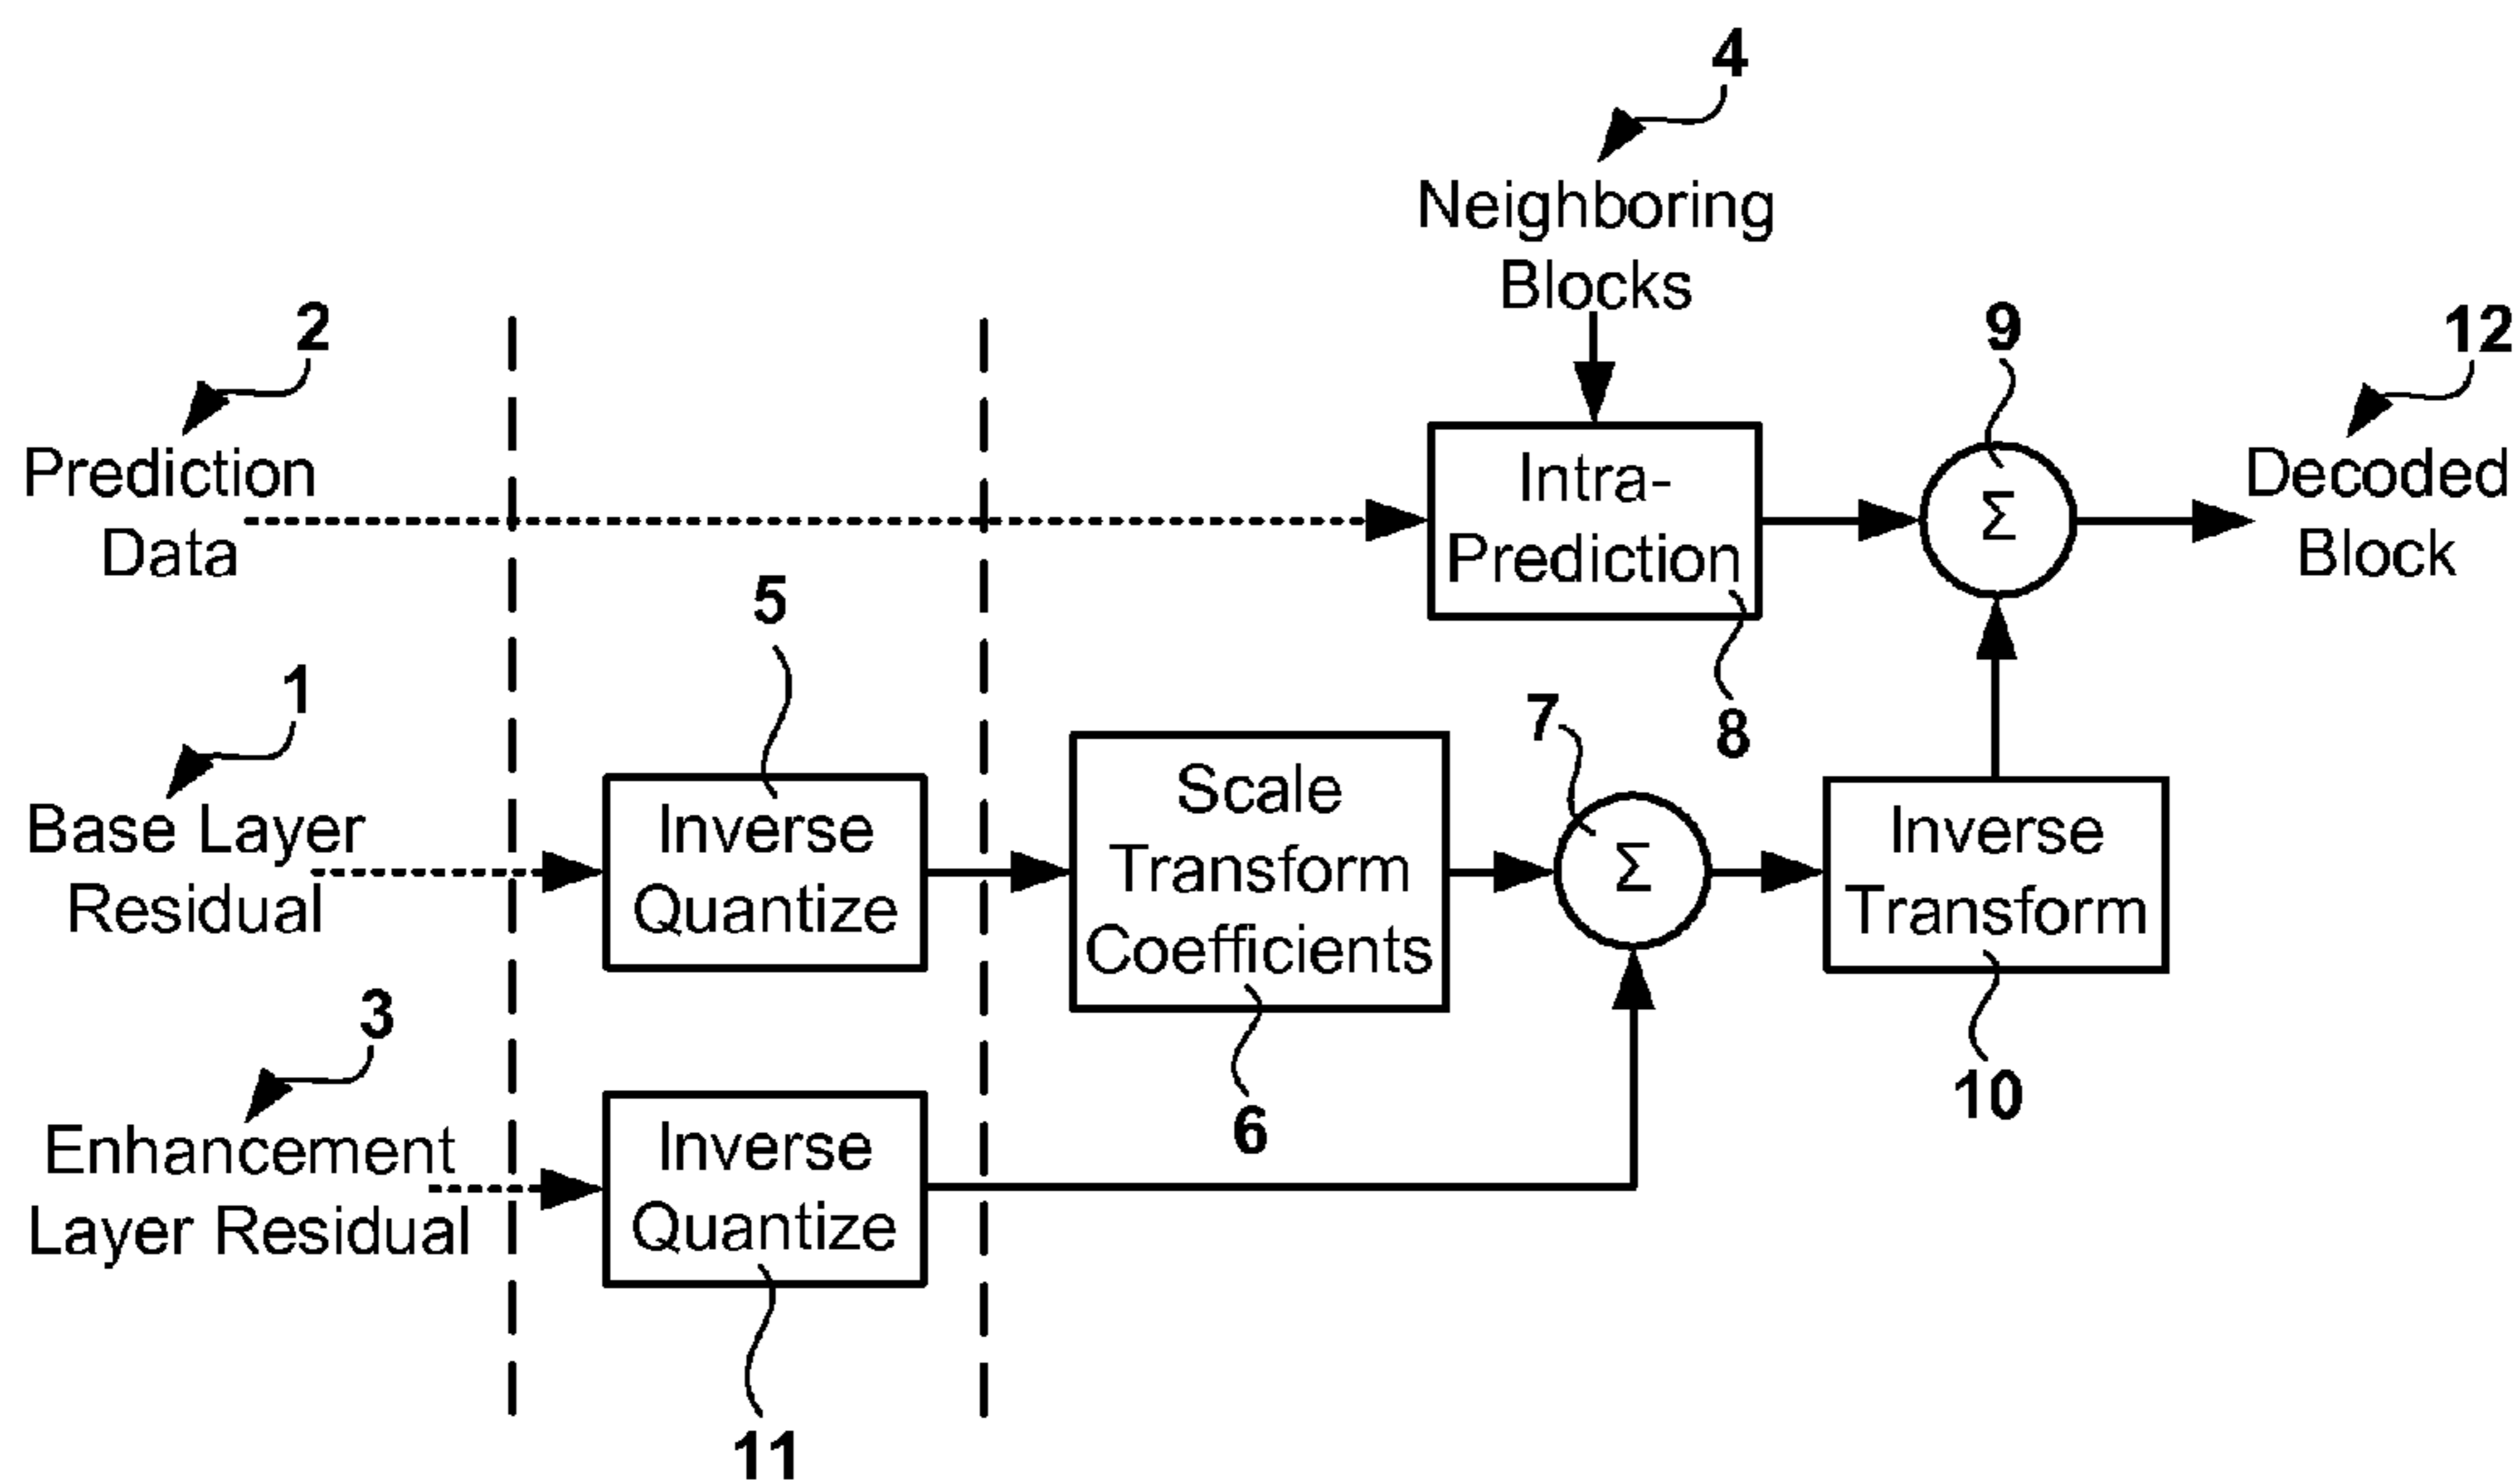 4
Neighboring
Blocks
2
9
12
Prediction
Data
Intra-
Prediction
Σ
Decoded
Block
5
1
7
8
Base Layer
Residual
Inverse
Quantize
Scale
Transform
Coefficients
Σ
Inverse
Transform
3
6
10
Enhancement
Layer Residual
Inverse
Quantize
11